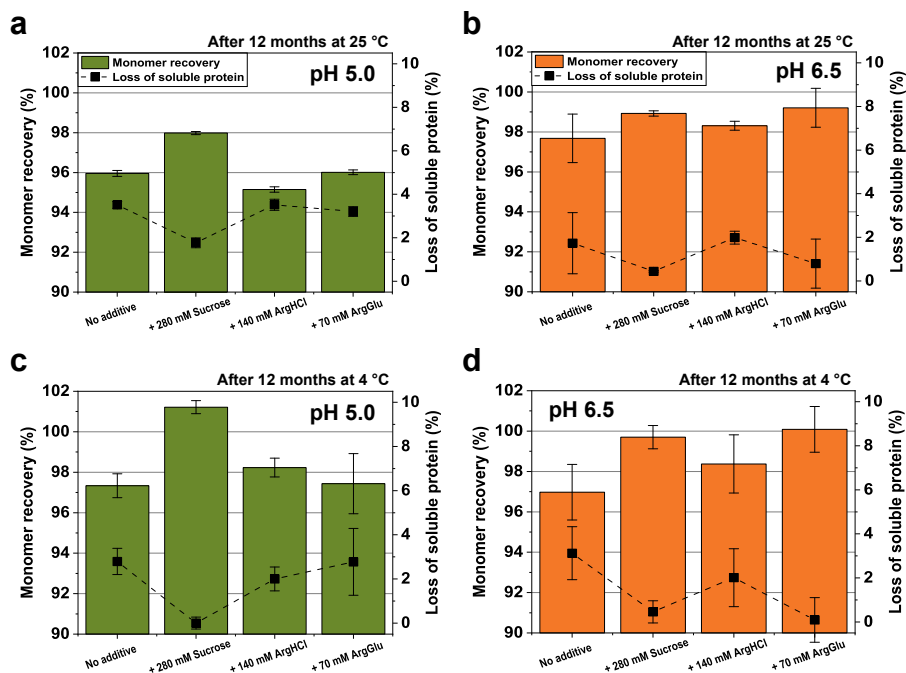 a
After 12 months at 25 °C
Monomer recovery
Loss of soluble protein
pH 5.0
Monomer recovery (%)
102
100
98
96
94
92
90
Loss of soluble protein (%)
10
8
6
4
2
0
No additive
+ 280 mM Sucrose
+ 140 mM ArgHCl
+ 70 mM ArgGlu
b
After 12 months at 25 °C
Monomer recovery
Loss of soluble protein
pH 6.5
Monomer recovery (%)
102
100
98
96
94
92
90
Loss of soluble protein (%)
10
8
6
4
2
0
No additive
+ 280 mM Sucrose
+ 140 mM ArgHCl
+ 70 mM ArgGlu
c
After 12 months at 4 °C
pH 5.0
Monomer recovery (%)
102
100
98
96
94
92
90
Loss of soluble protein (%)
10
8
6
4
2
0
No additive
+ 280 mM Sucrose
+ 140 mM ArgHCl
+ 70 mM ArgGlu
d
After 12 months at 4 °C
pH 6.5
Monomer recovery (%)
102
100
98
96
94
92
90
Loss of soluble protein (%)
10
8
6
4
2
0
No additive
+ 280 mM Sucrose
+ 140 mM ArgHCl
+ 70 mM ArgGlu